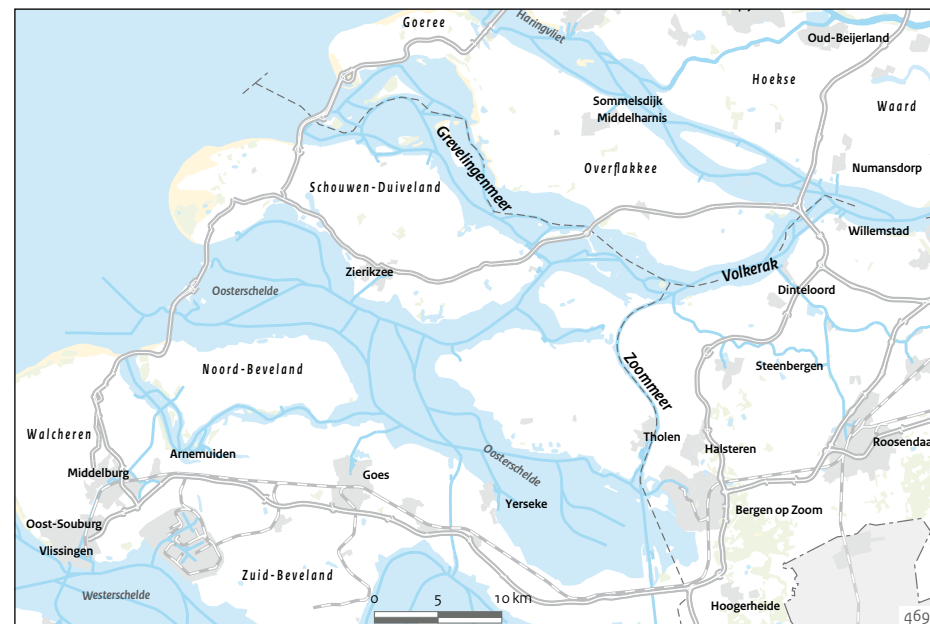 Goeree
Haringvliet
Oud-Beijerland
Hoekse
Waard
Sommelsdijk
Middelharnis
Grevelingenmeer
Overflakkee
Numansdorp
Schouwen-Duiveland
Willemstad
Volkerak
Zierikzee
Dinteloord
Oosterschelde
Zoommeer
Steenbergen
Noord-Beveland
Walcheren
Tholen
Halsteren
Roosendaa
Arnemuiden
Oosterschelde
Middelburg
Goes
Yerseke
Bergen op Zoom
Oost-Souburg
Vlissingen
Zuid-Beveland
Westerschelde
0 5 10 km
Hoogerheide
469